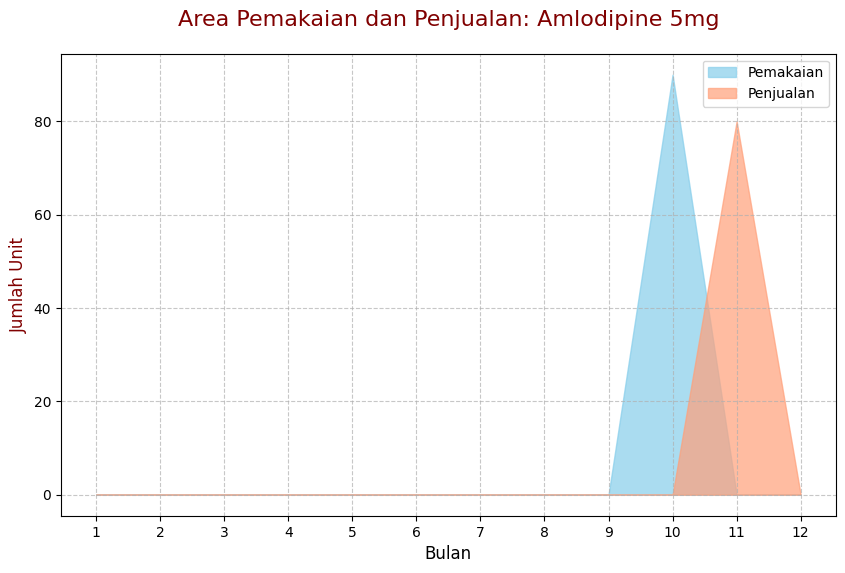 Area Pemakaian dan Penjualan: Amlodipine 5mg
Pemakaian
Penjualan
Jumlah Unit
80
60
40
20
0
1 2 3 4 5 6 7 8 9 10 11 12
Bulan